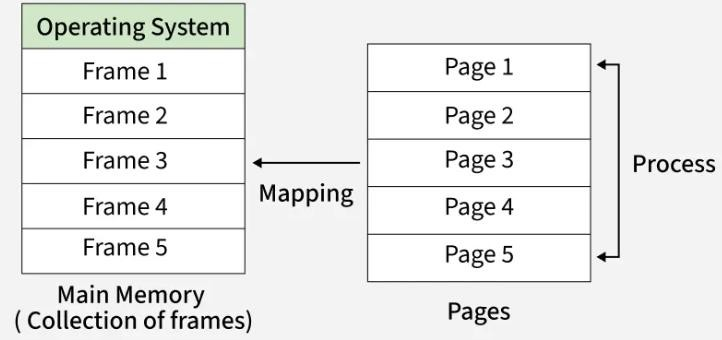 Operating System
Frame 1
Frame 2
Frame 3
Frame 4
Frame 5
Main Memory
( Collection of frames)
Mapping
Page 1
Page 2
Page 3
Page 4
Page 5
Pages
Process